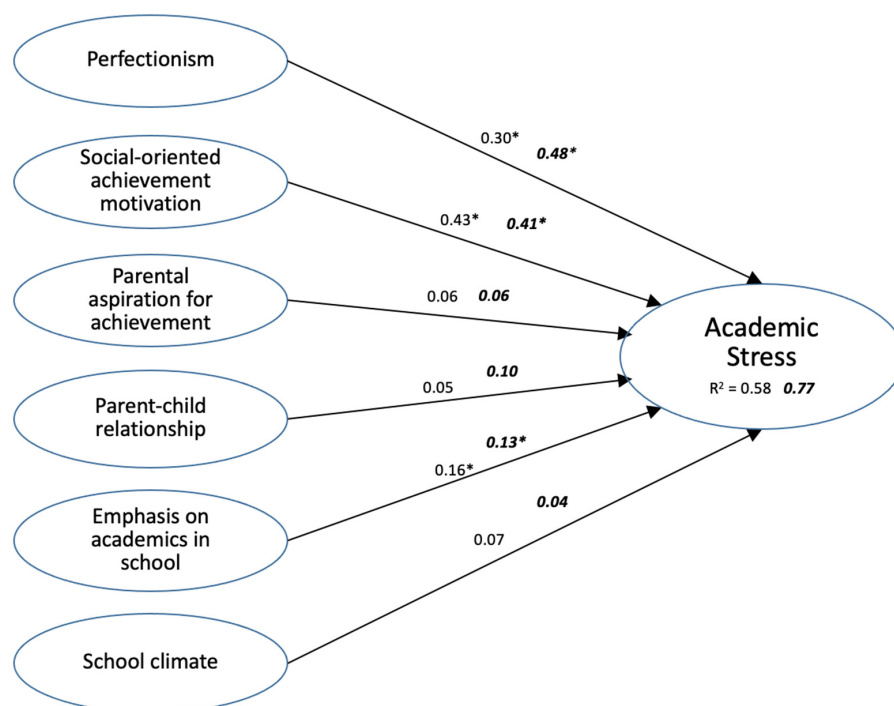 Perfectionism
0.30*
0.48*
Social-oriented
achievement
motivation
0.43* 0.41*
Parental
aspiration for
achievement
0.06 0.06
Academic
Stress
R² = 0.58 0.77
0.10
0.05
Parent-child
relationship
0.13*
0.16*
Emphasis on
academics in
school
0.04
0.07
School climate